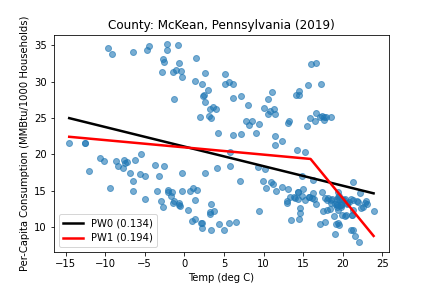 County: McKean, Pennsylvania (2019)
Per-Capita Consumption (MMBtu/1000 Households)
35
30
25
20
15
10
PW0 (0.134)
PW1 (0.194)
−15 −10 −5 0 5 10 15 20 25
Temp (deg C)